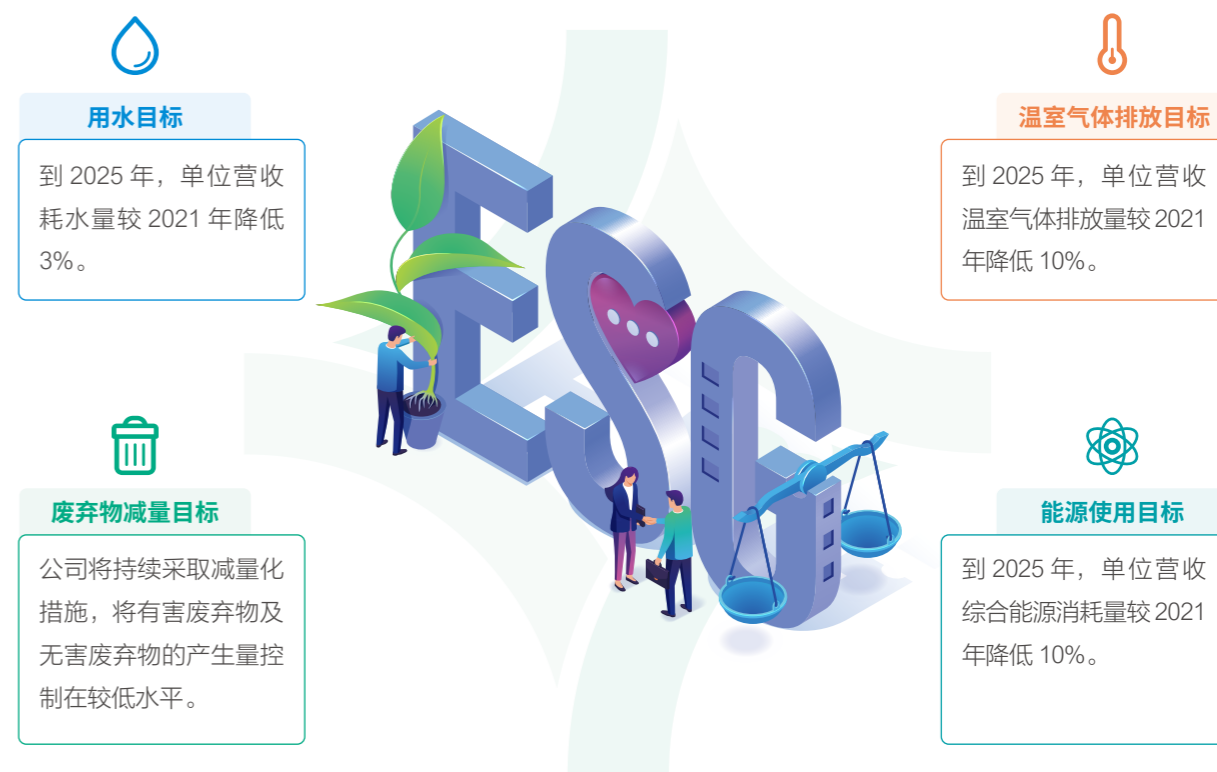 用水目标
到 2025 年，单位营收
耗水量较 2021 年降低
3%。
温室气体排放目标
到 2025 年，单位营收
温室气体排放量较 2021
年降低 10%。
ESG
废弃物减量目标
公司将持续采取减量化
措施，将有害废弃物及
无害废弃物的产生量控
制在较低水平。
能源使用目标
到 2025 年，单位营收
综合能源消耗量较 2021
年降低 10%。